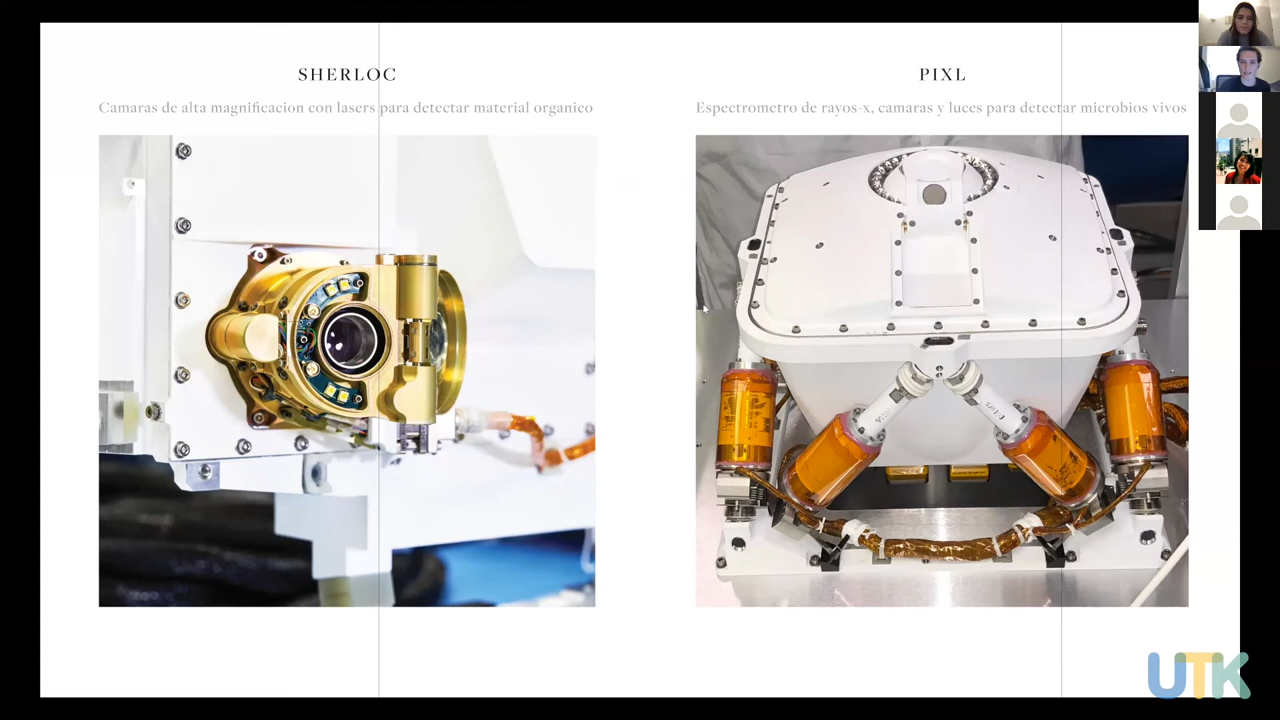 SHERLOC
Camaras de alta magnificacion con lasers para detectar material organico
PIXL
Espectrometro de rayos-x, camaras y luces para detectar microbios vivos
UTK